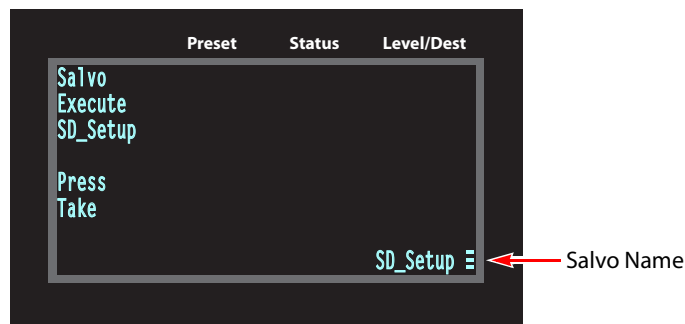 Preset Status Level/Dest
Salvo
Execute
SD_Setup
Press
Take
SD_Setup
Salvo Name